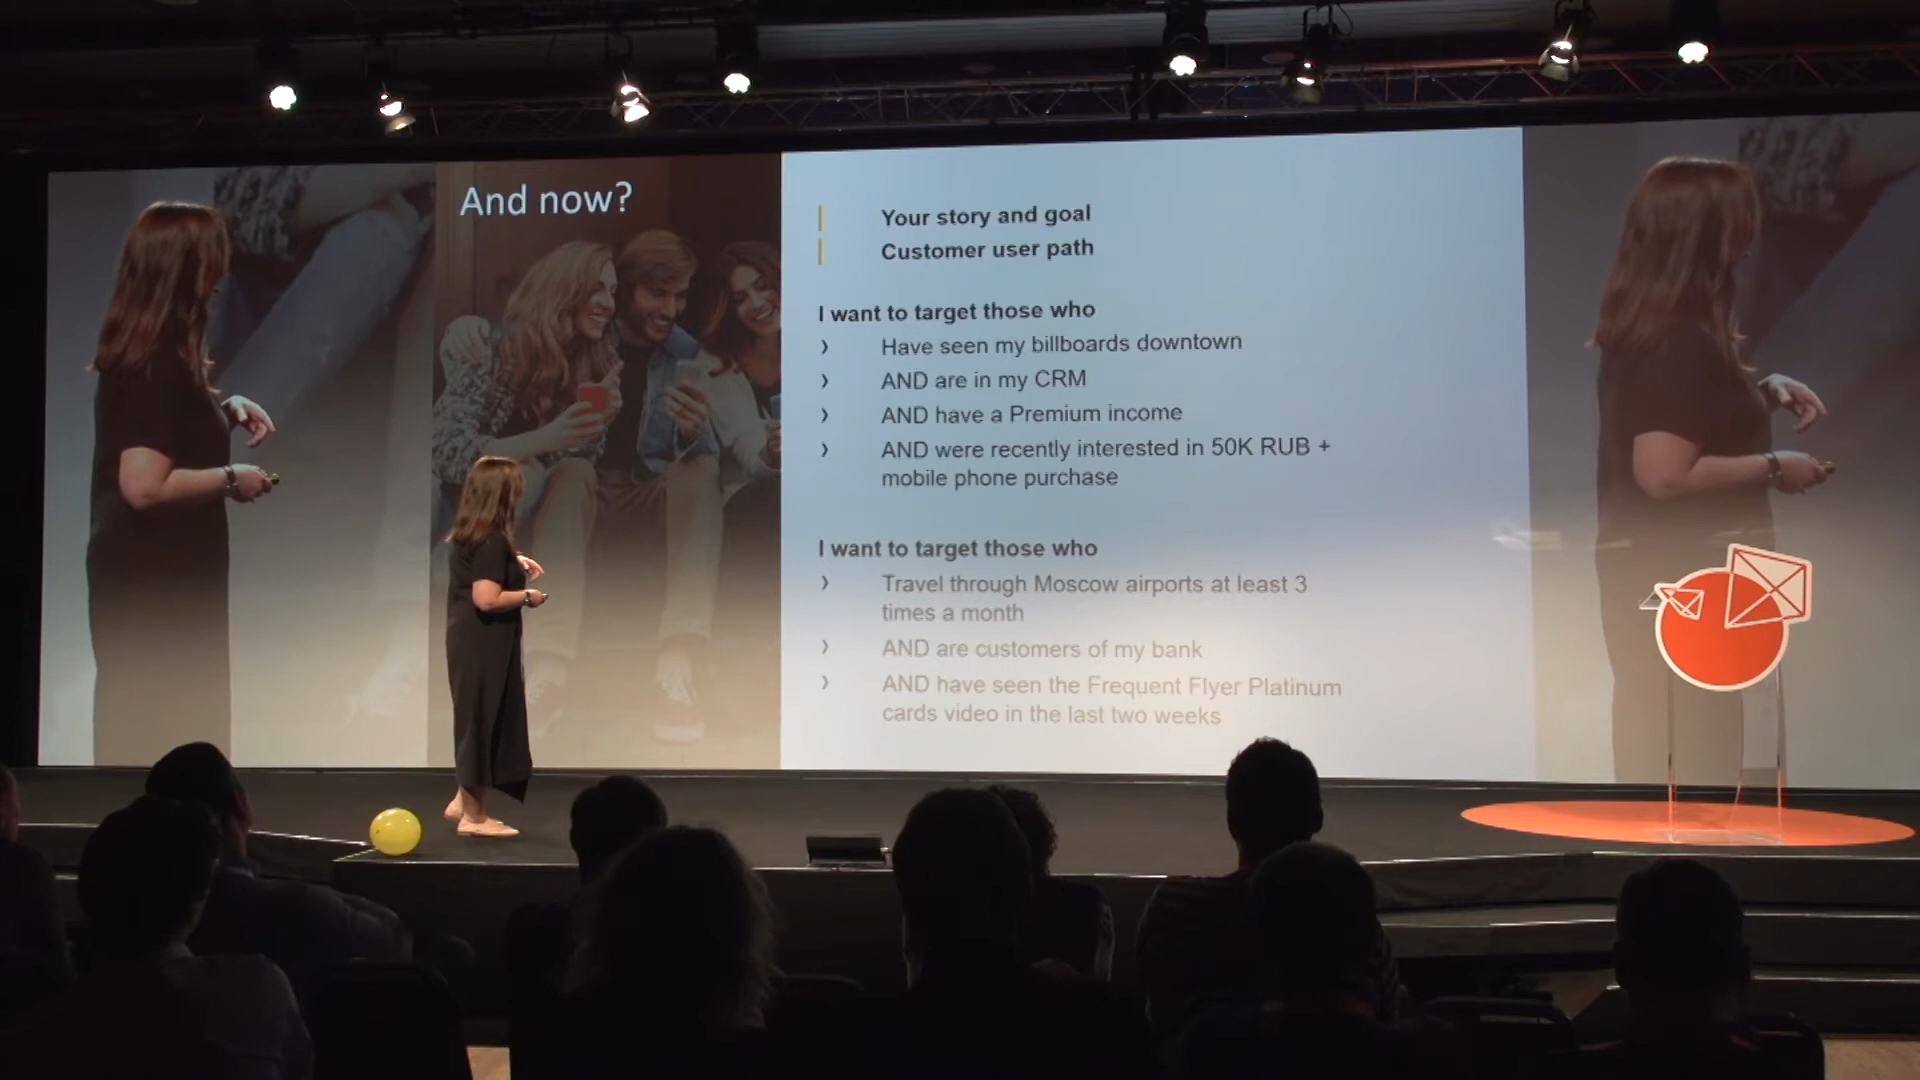 And now?
Your story and goal
Customer user path
I want to target those who
Have seen my billboards downtown
AND are in my CRM
AND have a Premium income
AND were recently interested in 50K RUB +
mobile phone purchase
I want to target those who
Travel through Moscow airports at least 3
times a month
AND are customers of my bank
AND have seen the Frequent Flyer Platinum
cards video in the last two weeks